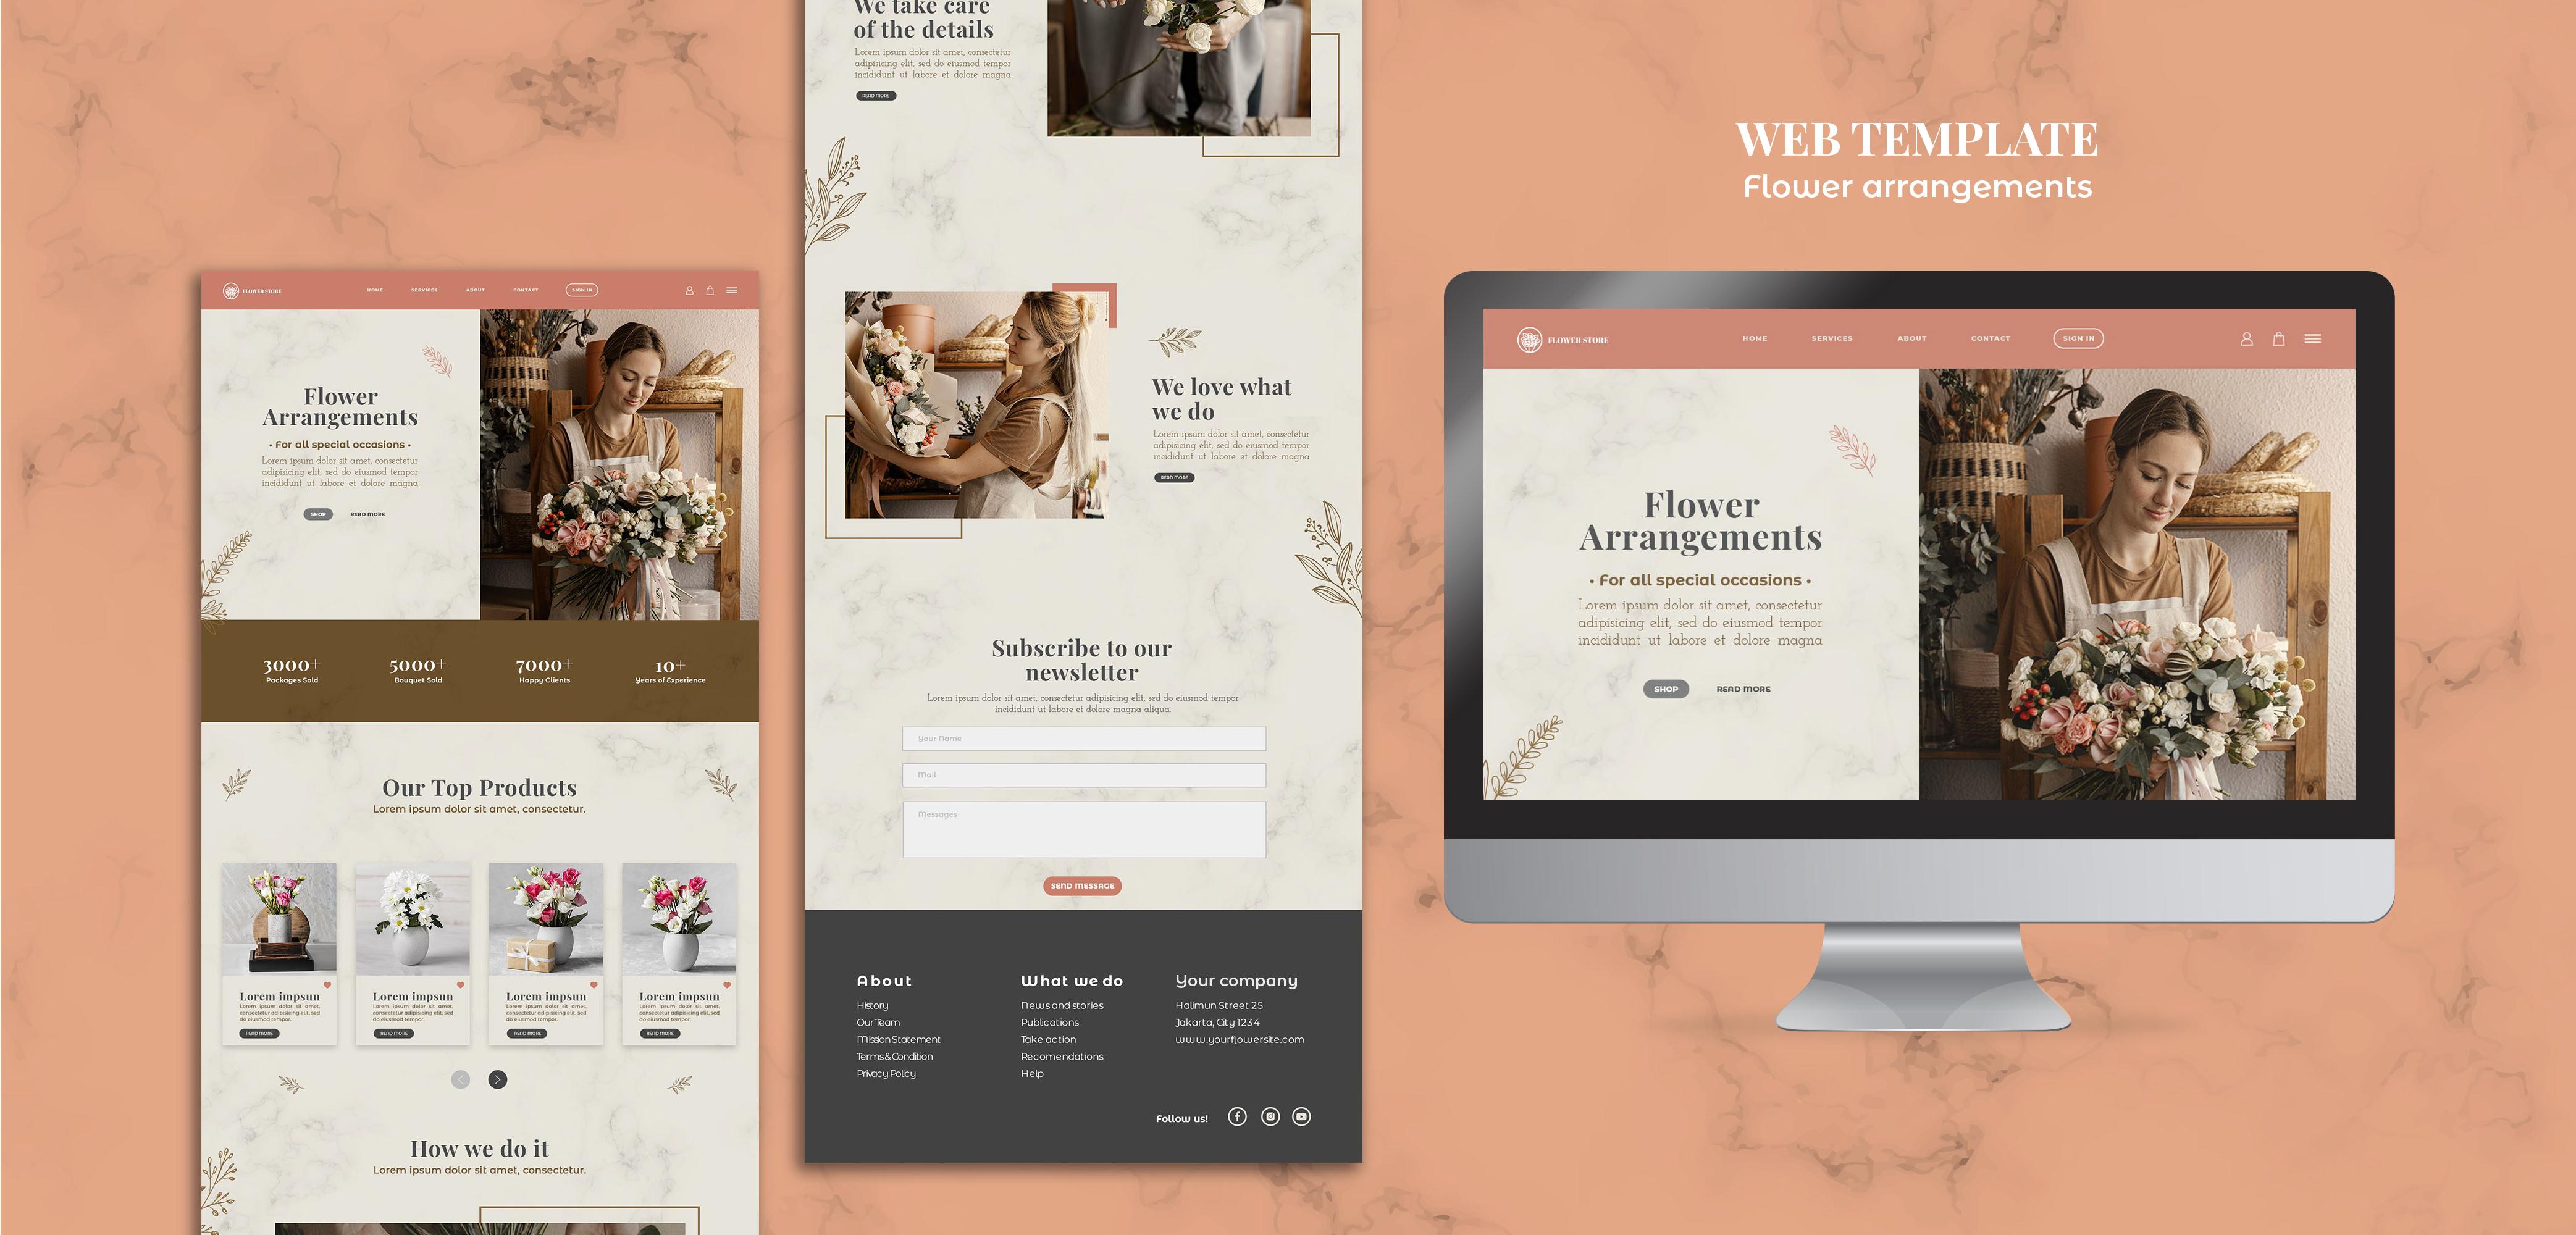 FLOWER STORE
HOME
SERVICES
ABOUT
CONTACT
SIGN IN
Flower
Arrangements
• For all special occasions •
Lorem ipsum dolor sit amet, consectetur
adipisicing elit, sed do eiusmod tempor
incididunt ut labore et dolore magna
SHOP
READ MORE
3000+
Packages Sold
5000+
Bouquet Sold
7000+
Happy Clients
10+
Years of Experience
Our Top Products
Lorem ipsum dolor sit amet, consectetur.
Lorem impsun
Lorem ipsum dolor sit amet,
consectetur adipisicing elit, sed
do eiusmod tempor.
READ MORE
Lorem impsun
Lorem ipsum dolor sit amet,
consectetur adipisicing elit, sed
do eiusmod tempor.
READ MORE
Lorem impsun
Lorem ipsum dolor sit amet,
consectetur adipisicing elit, sed
do eiusmod tempor.
READ MORE
Lorem impsun
Lorem ipsum dolor sit amet,
consectetur adipisicing elit, sed
do eiusmod tempor.
READ MORE
How we do it
Lorem ipsum dolor sit amet, consectetur.
We take care
of the details
Lorem ipsum dolor sit amet, consectetur
adipisicing elit, sed do eiusmod tempor
incididunt ut labore et dolore magna
READ MORE
We love what
we do
Lorem ipsum dolor sit amet, consectetur
adipisicing elit, sed do eiusmod tempor
incididunt ut labore et dolore magna
READ MORE
Subscribe to our
newsletter
Lorem ipsum dolor sit amet, consectetur adipisicing elit, sed do eiusmod tempor
incididunt ut labore et dolore magna aliqua.
Your Name
Mail
Messages
SEND MESSAGE
About
History
Our Team
Mission Statement
Terms & Condition
Privacy Policy
What we do
News and stories
Publications
Take action
Recomendations
Help
Your company
Halimun Street 25
Jakarta, City 1234
www.yourflowersite.com
Follow us!
WEB TEMPLATE
Flower arrangements
FLOWER STORE
HOME
SERVICES
ABOUT
CONTACT
SIGN IN
Flower
Arrangements
• For all special occasions •
Lorem ipsum dolor sit amet, consectetur
adipisicing elit, sed do eiusmod tempor
incididunt ut labore et dolore magna
SHOP
READ MORE